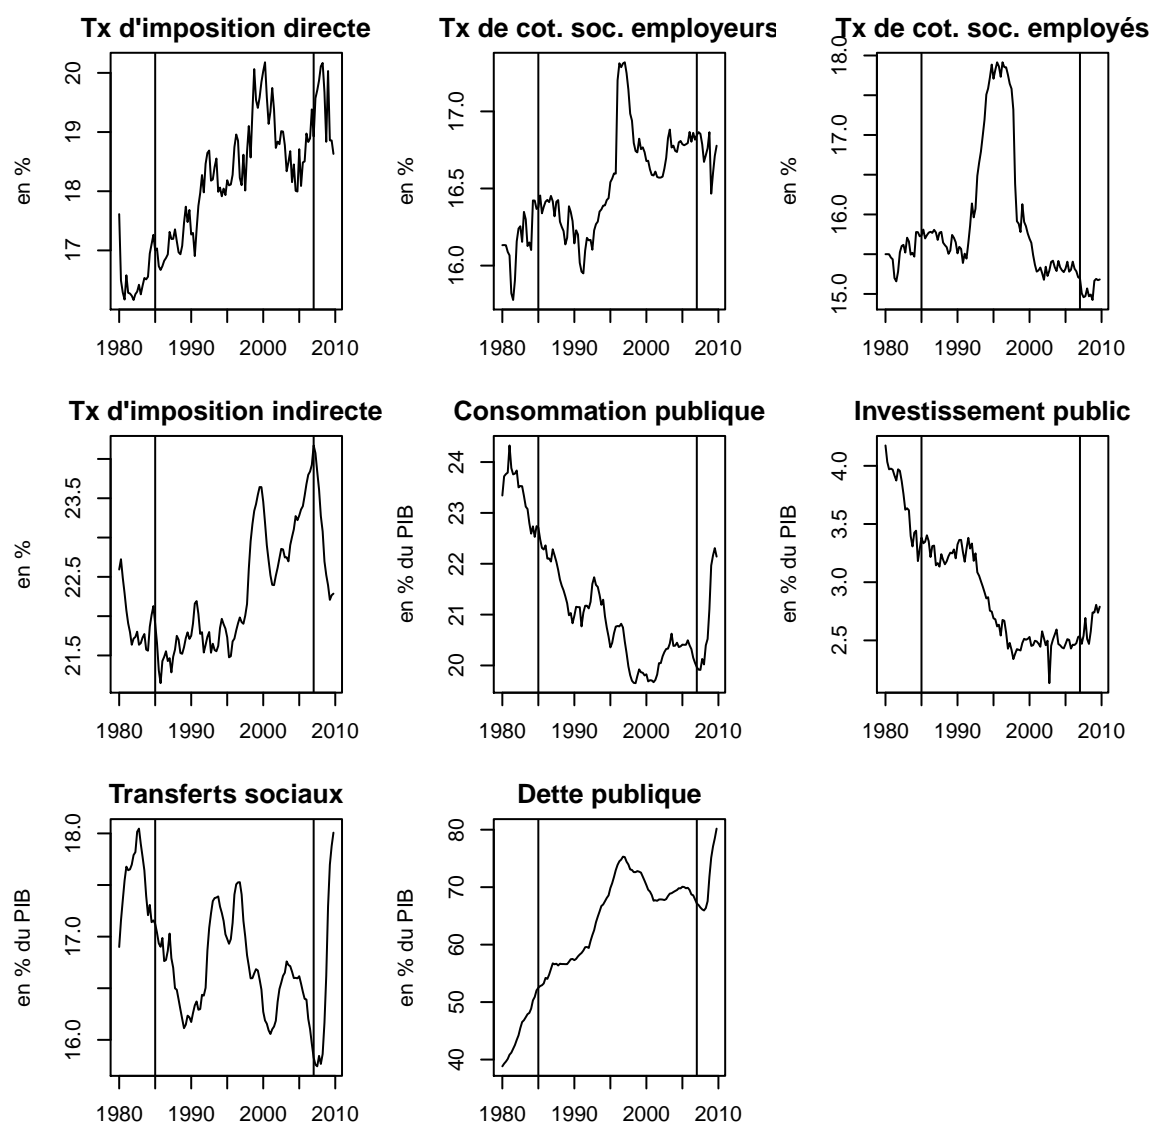 Tx d'imposition directe
en %
20
19
18
17
1980 1990 2000 2010
Tx de cot. soc. employeurs
en %
17.0
16.5
16.0
1980 1990 2000 2010
Tx de cot. soc. employés
en %
18.0
17.0
16.0
15.0
1980 1990 2000 2010
Tx d'imposition indirecte
en %
23.5
22.5
21.5
1980 1990 2000 2010
Consommation publique
en % du PIB
24
23
22
21
20
1980 1990 2000 2010
Investissement public
en % du PIB
4.0
3.5
3.0
2.5
1980 1990 2000 2010
Transferts sociaux
en % du PIB
18.0
17.0
16.0
1980 1990 2000 2010
Dette publique
en % du PIB
80
70
60
50
40
1980 1990 2000 2010